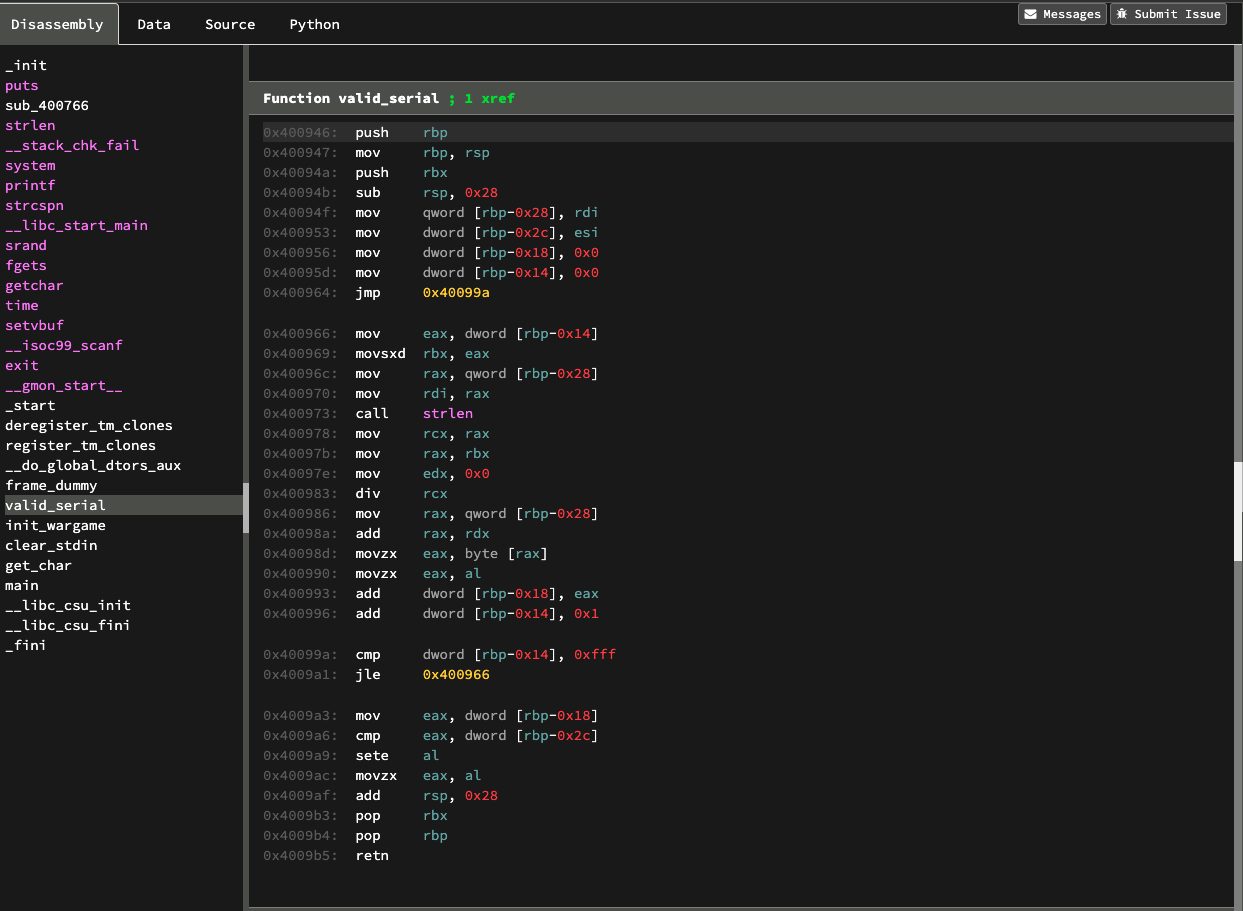 Disassembly Data Source Python Messages Submit Issue
_init
puts
sub_400766
strlen
__stack_chk_fail
system
printf
strcspn
__libc_start_main
srand
fgets
getchar
time
setvbuf
__isoc99_scanf
exit
__gmon_start__
_start
deregister_tm_clones
register_tm_clones
__do_global_dtors_aux
frame_dummy
valid_serial
init_wargame
clear_stdin
get_char
main
__libc_csu_init
__libc_csu_fini
_fini
Function valid_serial ; 1 xref
0x400946: push rbp
0x400947: mov rbp, rsp
0x40094a: push rbx
0x40094b: sub rsp, 0x28
0x40094f: mov qword [rbp-0x28], rdi
0x400953: mov dword [rbp-0x2c], esi
0x400956: mov dword [rbp-0x18], 0x0
0x40095d: mov dword [rbp-0x14], 0x0
0x400964: jmp 0x40099a
0x400966: mov eax, dword [rbp-0x14]
0x400969: movsxd rbx, eax
0x40096c: mov rax, qword [rbp-0x28]
0x400970: mov rdi, rax
0x400973: call strlen
0x400978: mov rcx, rax
0x40097b: mov rax, rbx
0x40097e: mov edx, 0x0
0x400983: div rcx
0x400986: mov rax, qword [rbp-0x28]
0x40098a: add rax, rdx
0x40098d: movzx eax, byte [rax]
0x400990: movzx eax, al
0x400993: add dword [rbp-0x18], eax
0x400996: add dword [rbp-0x14], 0x1
0x40099a: cmp dword [rbp-0x14], 0xfff
0x4009a1: jle 0x400966
0x4009a3: mov eax, dword [rbp-0x18]
0x4009a6: cmp eax, dword [rbp-0x2c]
0x4009a9: sete al
0x4009ac: movzx eax, al
0x4009af: add rsp, 0x28
0x4009b3: pop rbx
0x4009b4: pop rbp
0x4009b5: retn